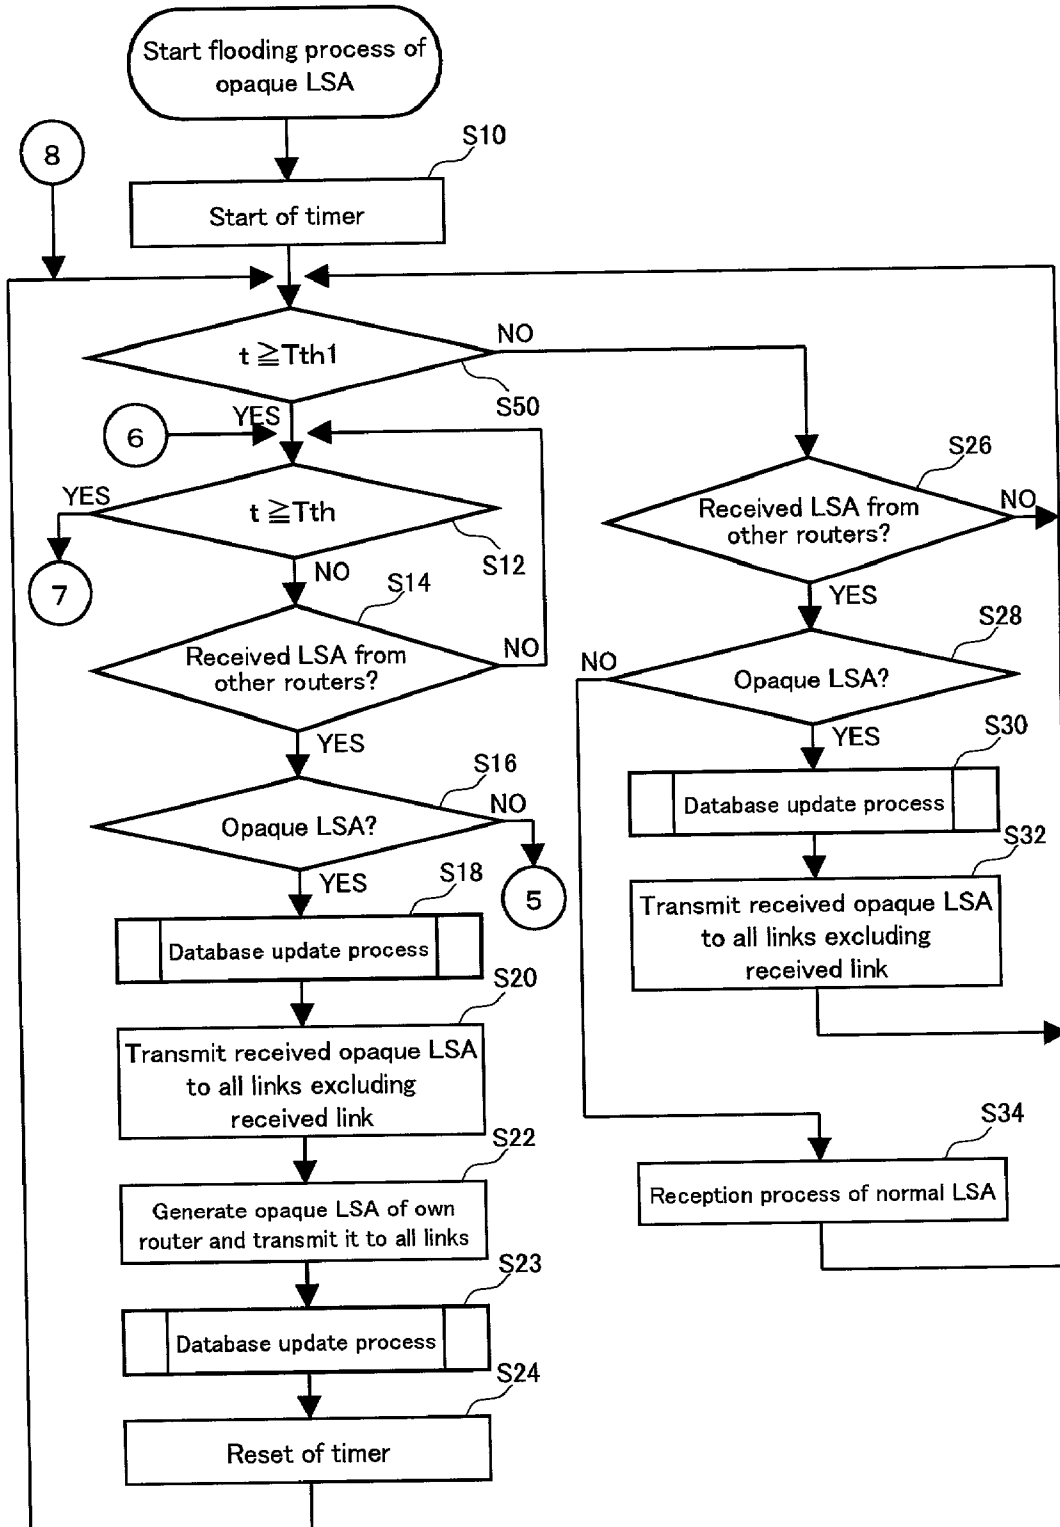 Start flooding process of
opaque LSA
8
S10
Start of timer
t ≧Tth1
NO
S50
YES
6
S26
YES
t ≧Tth
Received LSA from
other routers?
NO
S12
7
NO
S14
YES
S28
Received LSA from
other routers?
NO
NO
Opaque LSA?
YES
YES
S30
S16
Opaque LSA?
NO
Database update process
S32
YES
S18
5
Transmit received opaque LSA
to all links excluding
received link
Database update process
S20
Transmit received opaque LSA
to all links excluding
received link
S22
S34
Generate opaque LSA of own
router and transmit it to all links
Reception process of normal LSA
S23
Database update process
S24
Reset of timer